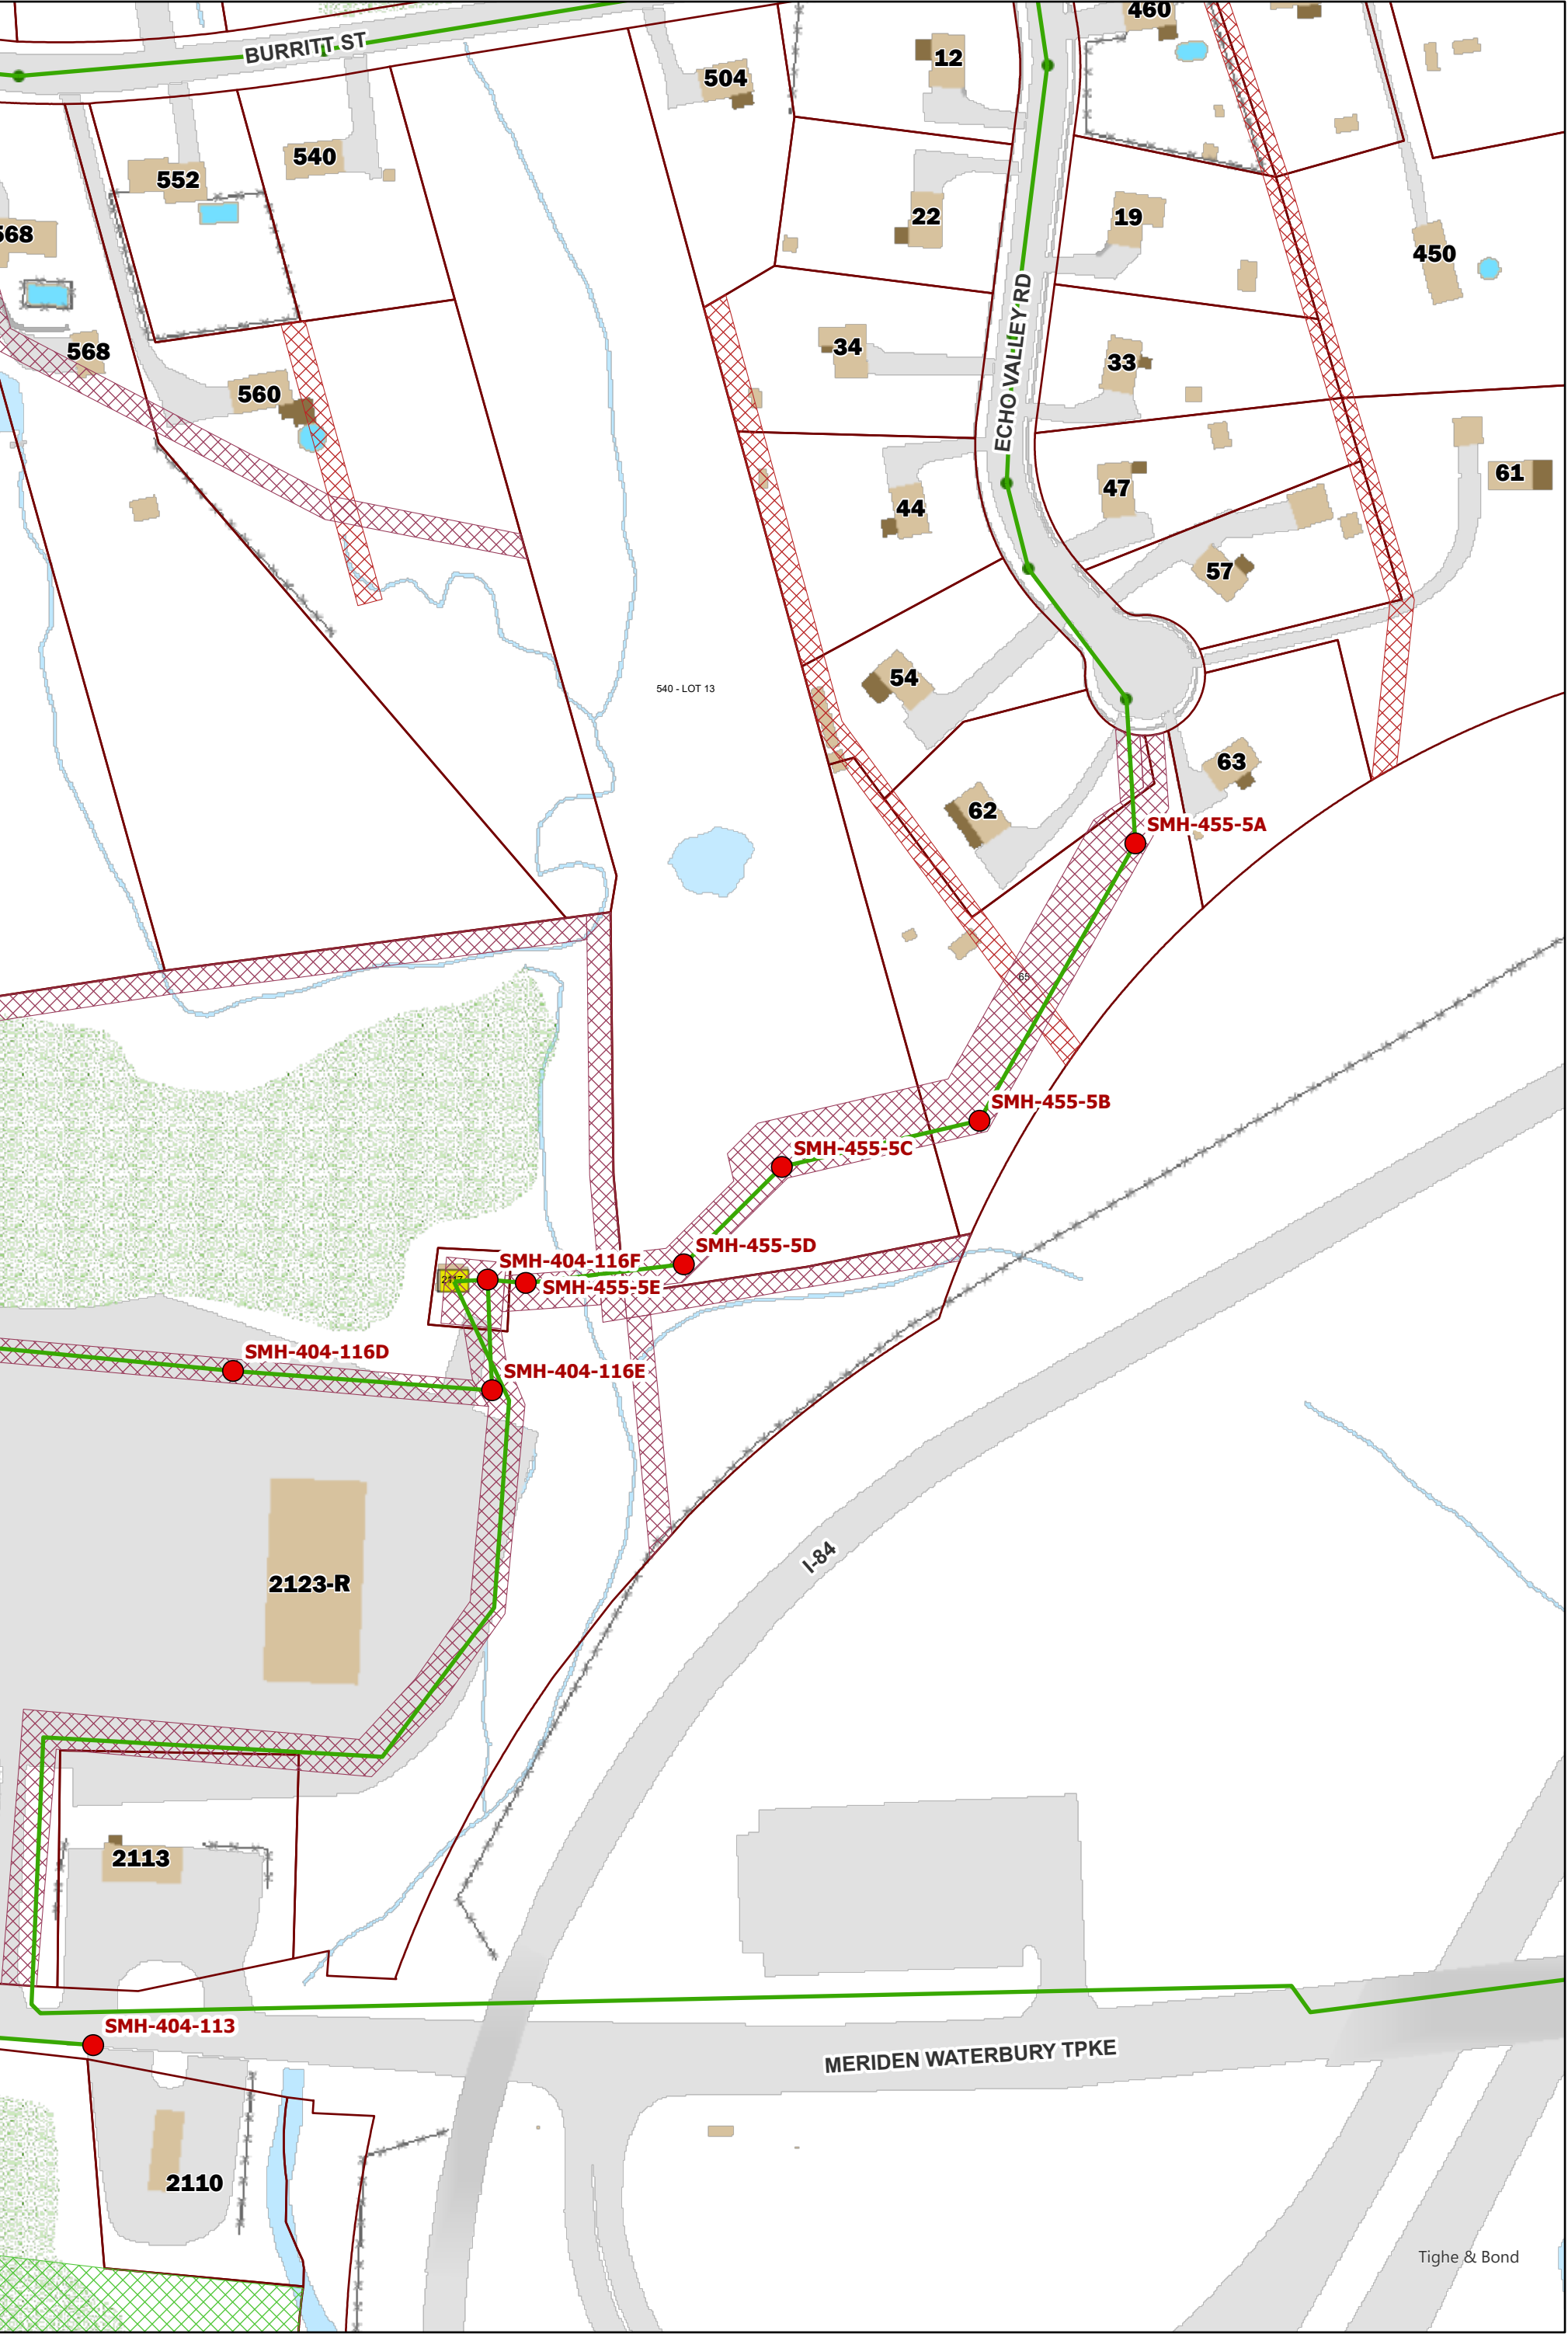 460
BURRITT ST
12
504
540
552
22
19
568
450
ECHO VALLEY RD
34
568
33
560
61
47
44
57
54
540 - LOT 13
63
62
SMH-455-5A
65
SMH-455-5B
SMH-455-5C
SMH-455-5D
SMH-404-116F
2117
SMH-455-5E
SMH-404-116D
SMH-404-116E
I-84
2123-R
2113
SMH-404-113
MERIDEN WATERBURY TPKE
2110
Tighe & Bond